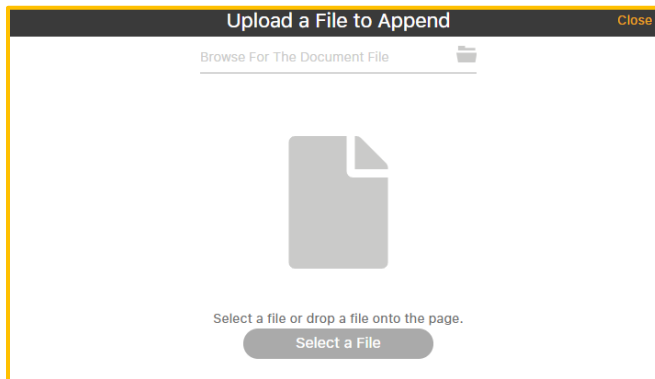 Upload a File to Append
Close
Browse For The Document File
Select a file or drop a file onto the page.
Select a File